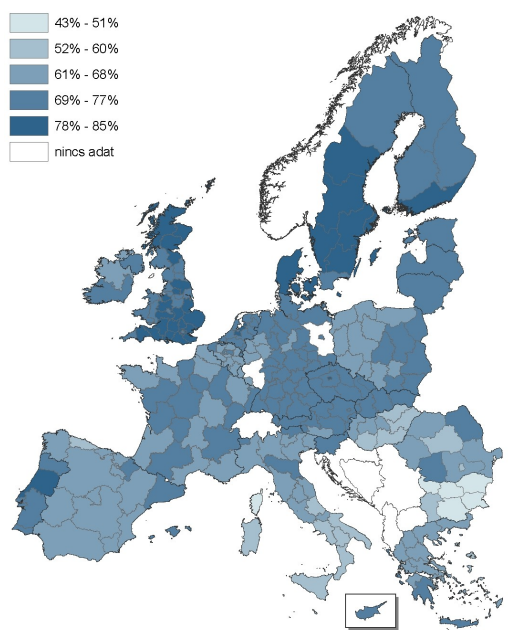 43% - 51%
52% - 60%
61% - 68%
69% - 77%
78% - 85%
nincs adat